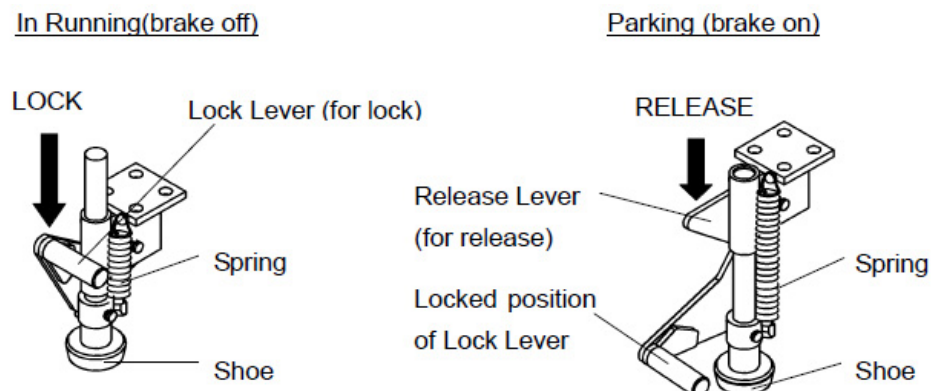 In Running(brake off)
Parking (brake on)
LOCK
Lock Lever (for lock)
RELEASE
Release Lever
(for release)
Spring
Spring
Locked position
of Lock Lever
Shoe
Shoe